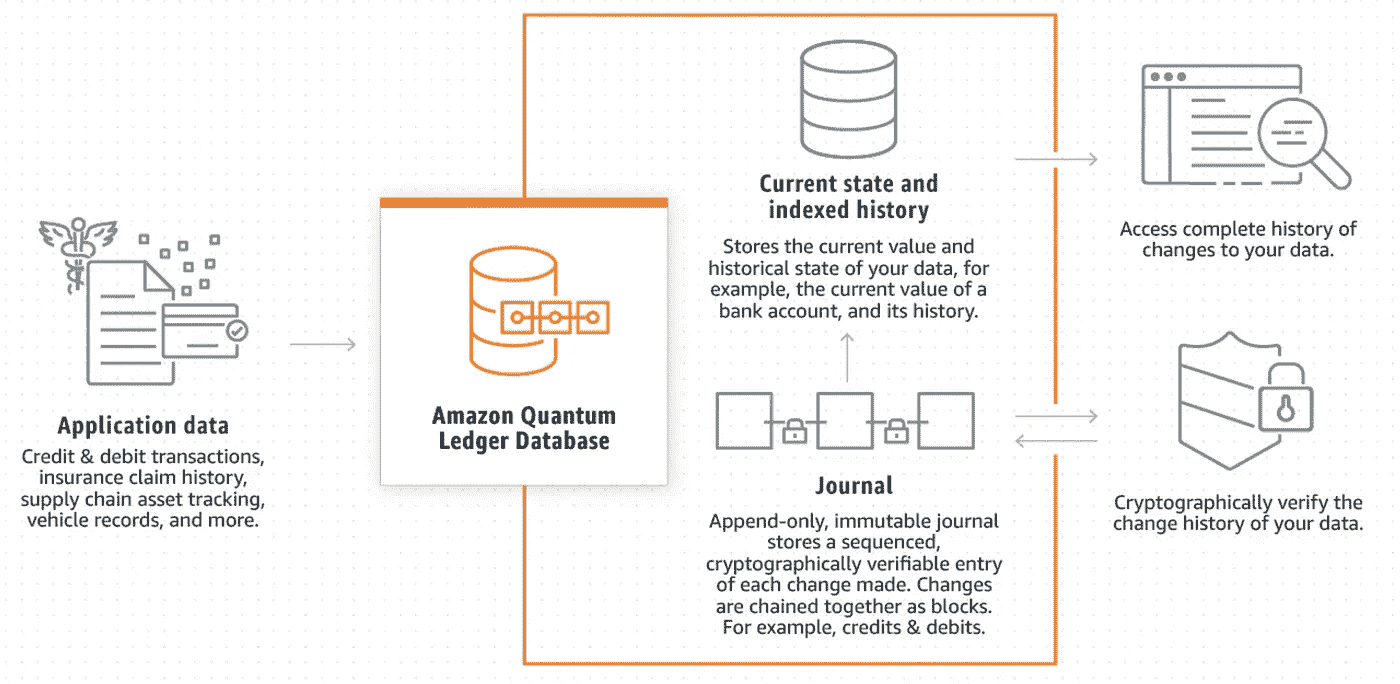 Application data
Credit & debit transactions,
insurance claim history,
supply chain asset tracking,
vehicle records, and more.
Amazon Quantum
Ledger Database
Current state and
indexed history
Stores the current value and
historical state of your data, for
example, the current value of a
bank account, and its history.
Journal
Append-only, immutable journal
stores a sequenced,
cryptographically verifiable entry
of each change made. Changes
are chained together as blocks.
For example, credits & debits.
Access complete history of
changes to your data.
Cryptographically verify the
change history of your data.